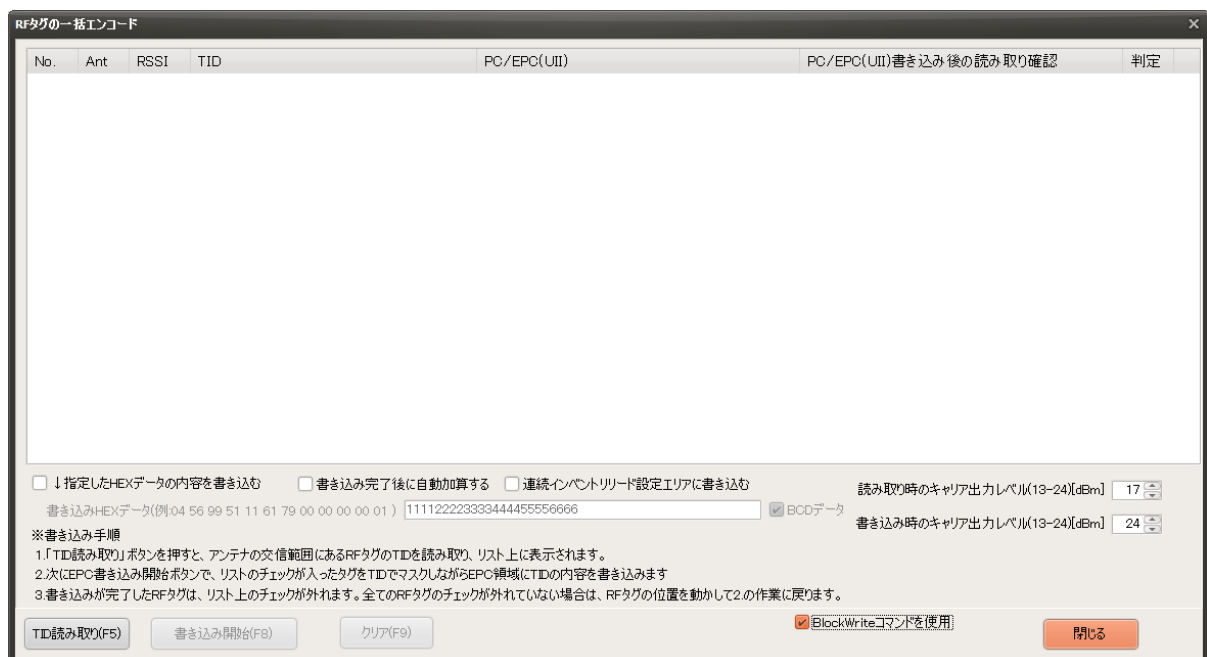 RFタグの一括エンコード
No. Ant RSSI TID PC/EPC(UII) PC/EPC(UII)書き込み後の読み取り確認 判定
↓指定したHEXデータの内容を書き込む 書き込み完了後に自動加算する 連続インベントリリード設定エリアに書き込む
読み取り時のキャリア出力レベル(13-24)[dBm] 17
書き込みHEXデータ(例:04 56 99 51 11 61 79 00 00 00 00 01 ) 111122223333444455556666 BCDデータ
書き込み時のキャリア出力レベル(13-24)[dBm] 24
※書き込み手順
1.「TID読み取り」ボタンを押すと、アンテナの交信範囲にあるRFタグのTIDを読み取り、リスト上に表示されます。
2.次にEPC書き込み開始ボタンで、リストのチェックが入ったタグをTIDでマスクしながらEPC領域にTIDの内容を書き込みます
3.書き込みが完了したRFタグは、リスト上のチェックが外れます。全てのRFタグのチェックが外れていない場合は、RFタグの位置を動かして2.の作業に戻ります。
TID読み取り(F5) 書き込み開始(F8) クリア(F9) BlockWriteコマンドを使用 閉じる